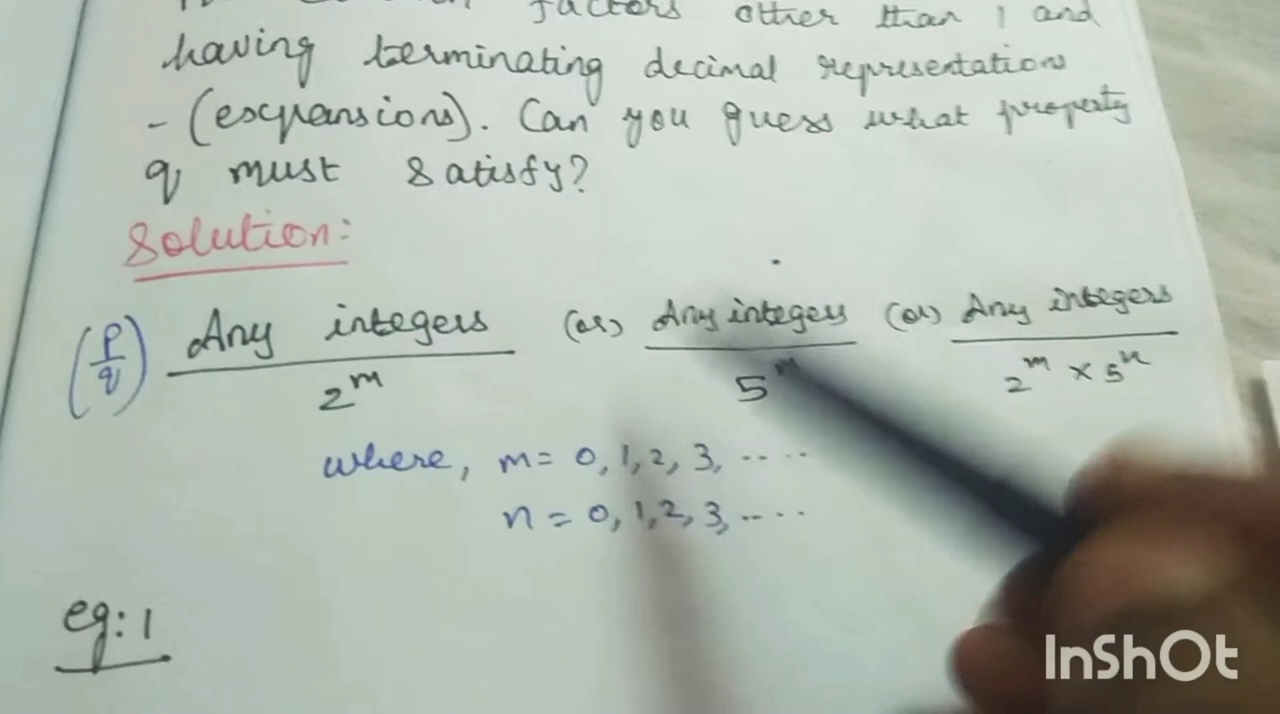 factors other than 1 and
having terminating decimal representations
- (expansions). Can you guess what property
q must satisfy?
Solution:
(p/q) Any integers / 2^m (or) Any integers / 5^m (or) Any integers / 2^m × 5^n
where, m = 0, 1, 2, 3, ....
n = 0, 1, 2, 3, ....
eg: 1
InShOt